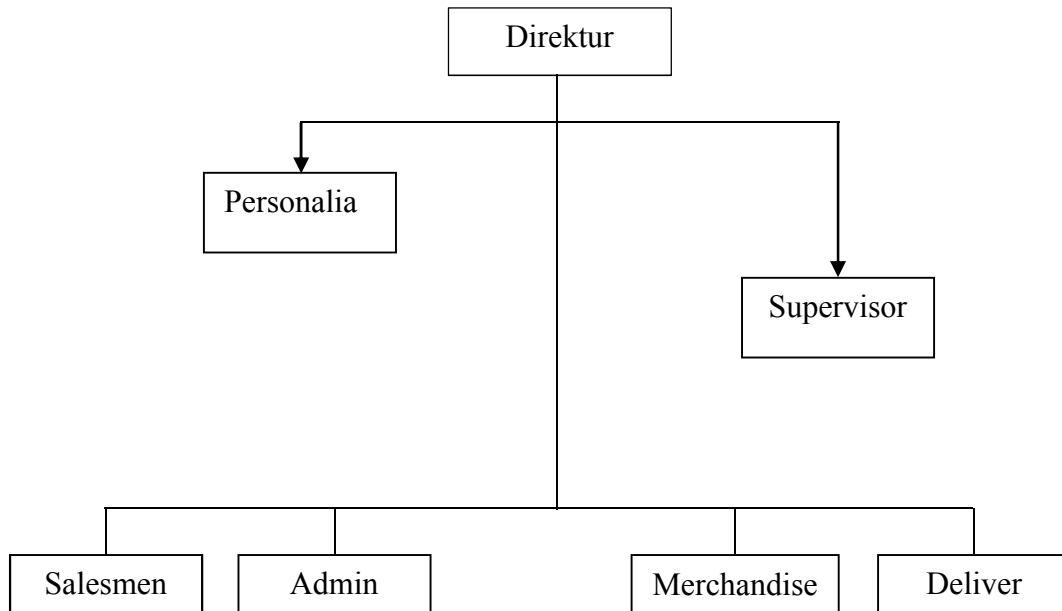 Direktur
Personalia
Supervisor
Salesmen
Admin
Merchandise
Deliver